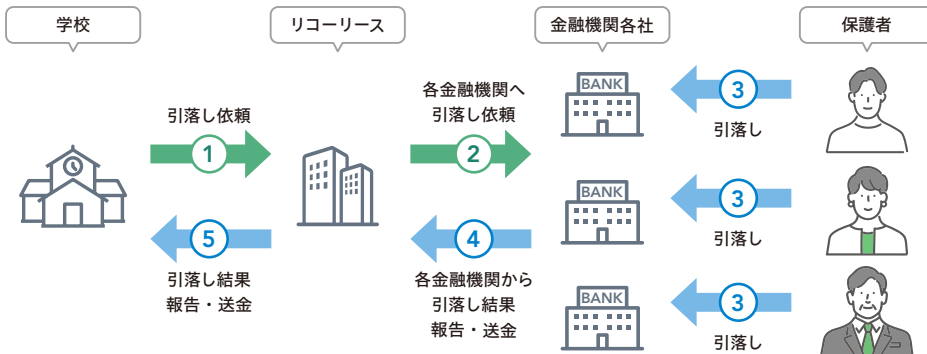 学校
リコーリース
金融機関各社
保護者
引落し依頼
1
各金融機関へ
引落し依頼
2
BANK
3
引落し
BANK
3
引落し
BANK
3
引落し
4
各金融機関から
引落し結果
報告・送金
5
引落し結果
報告・送金